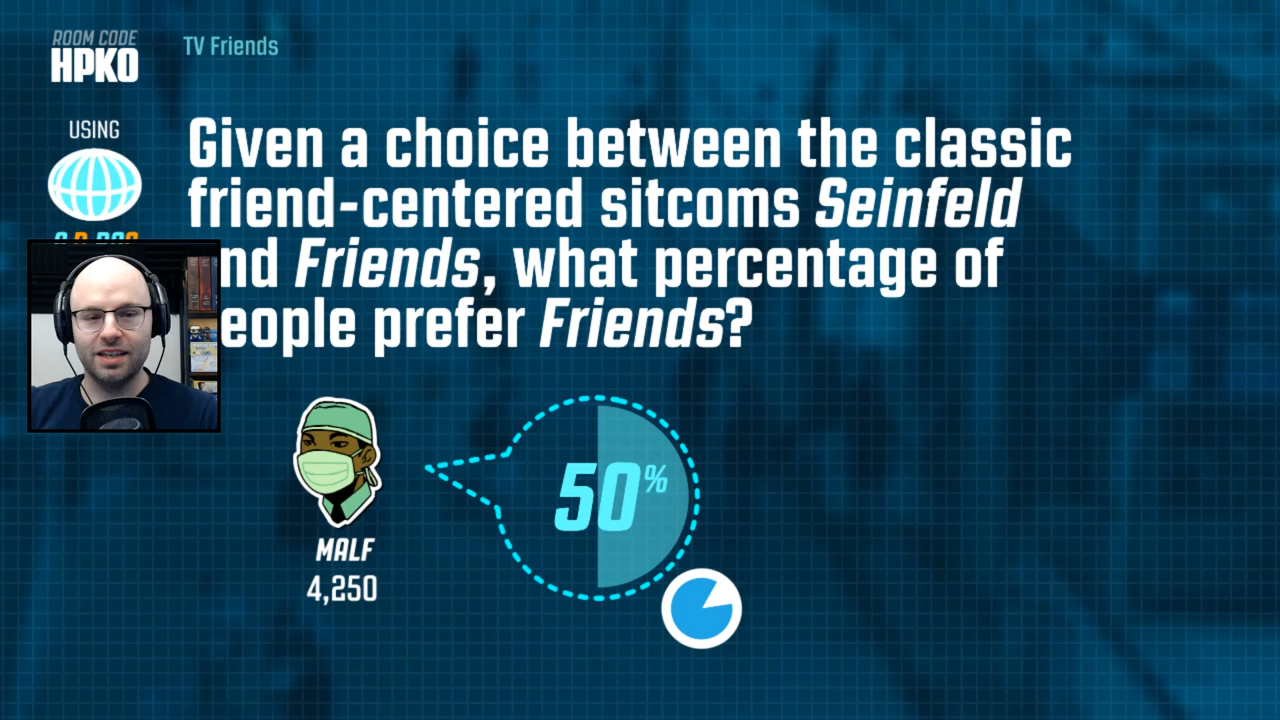 ROOM CODE
HPKO
TV Friends
USING
Given a choice between the classic
friend-centered sitcoms Seinfeld
nd Friends, what percentage of
eople prefer Friends?
50%
MALF
4,250